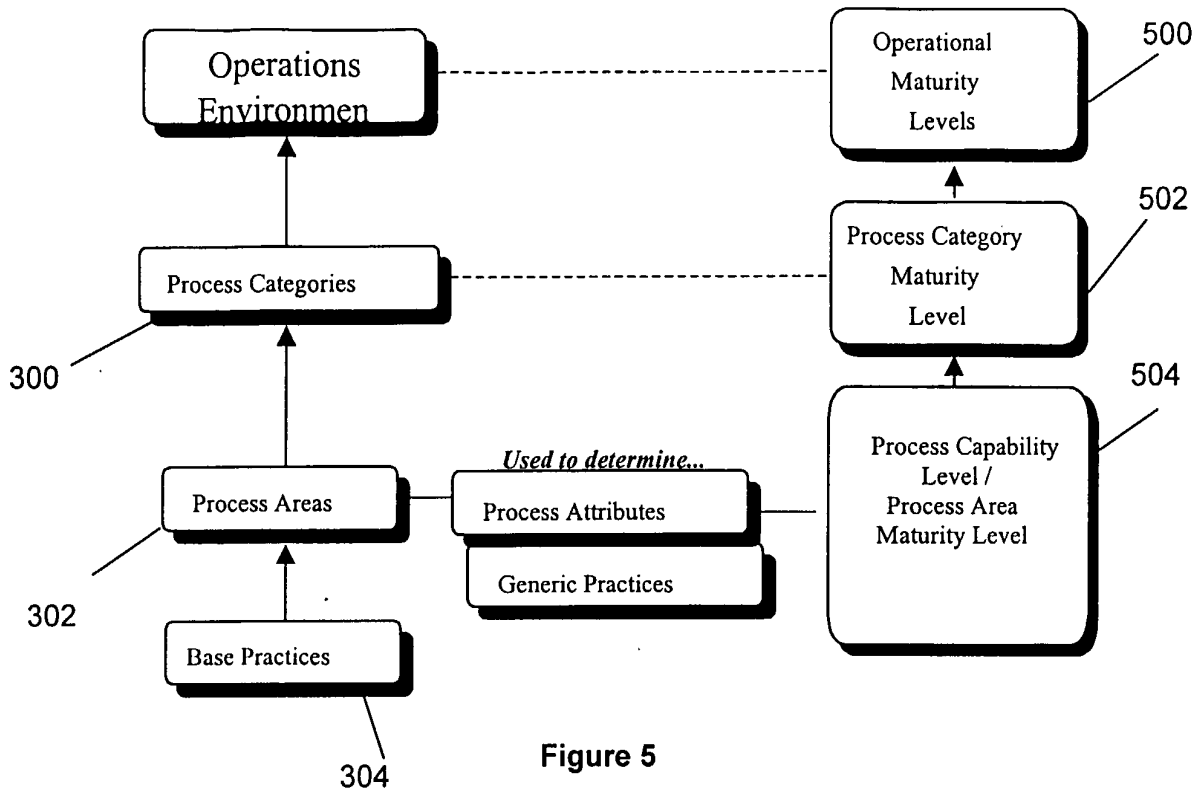 Operations
Environmen
Operational
Maturity
Levels
500
Process Categories
300
Process Category
Maturity
Level
502
Used to determine...
Process Areas
302
Process Attributes
Generic Practices
Process Capability
Level /
Process Area
Maturity Level
504
Base Practices
304
Figure 5